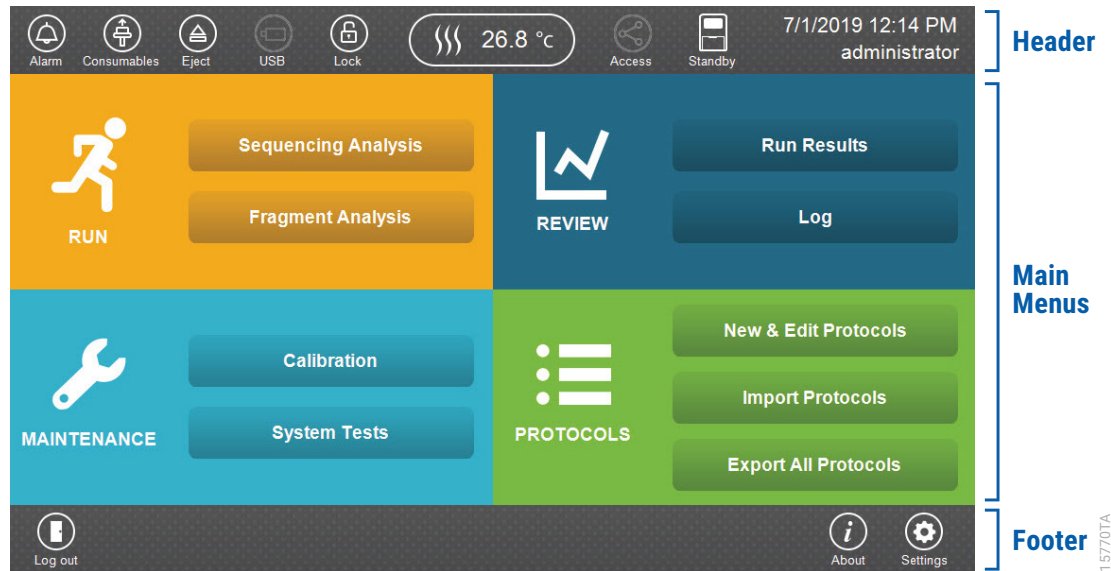 Alarm
Consumables
Eject
USB
Lock
26.8 °c
Access
Standby
7/1/2019 12:14 PM
administrator
Header
RUN
Sequencing Analysis
Fragment Analysis
REVIEW
Run Results
Log
Main
Menus
MAINTENANCE
Calibration
System Tests
PROTOCOLS
New & Edit Protocols
Import Protocols
Export All Protocols
Log out
i
About
Settings
Footer
15770TA